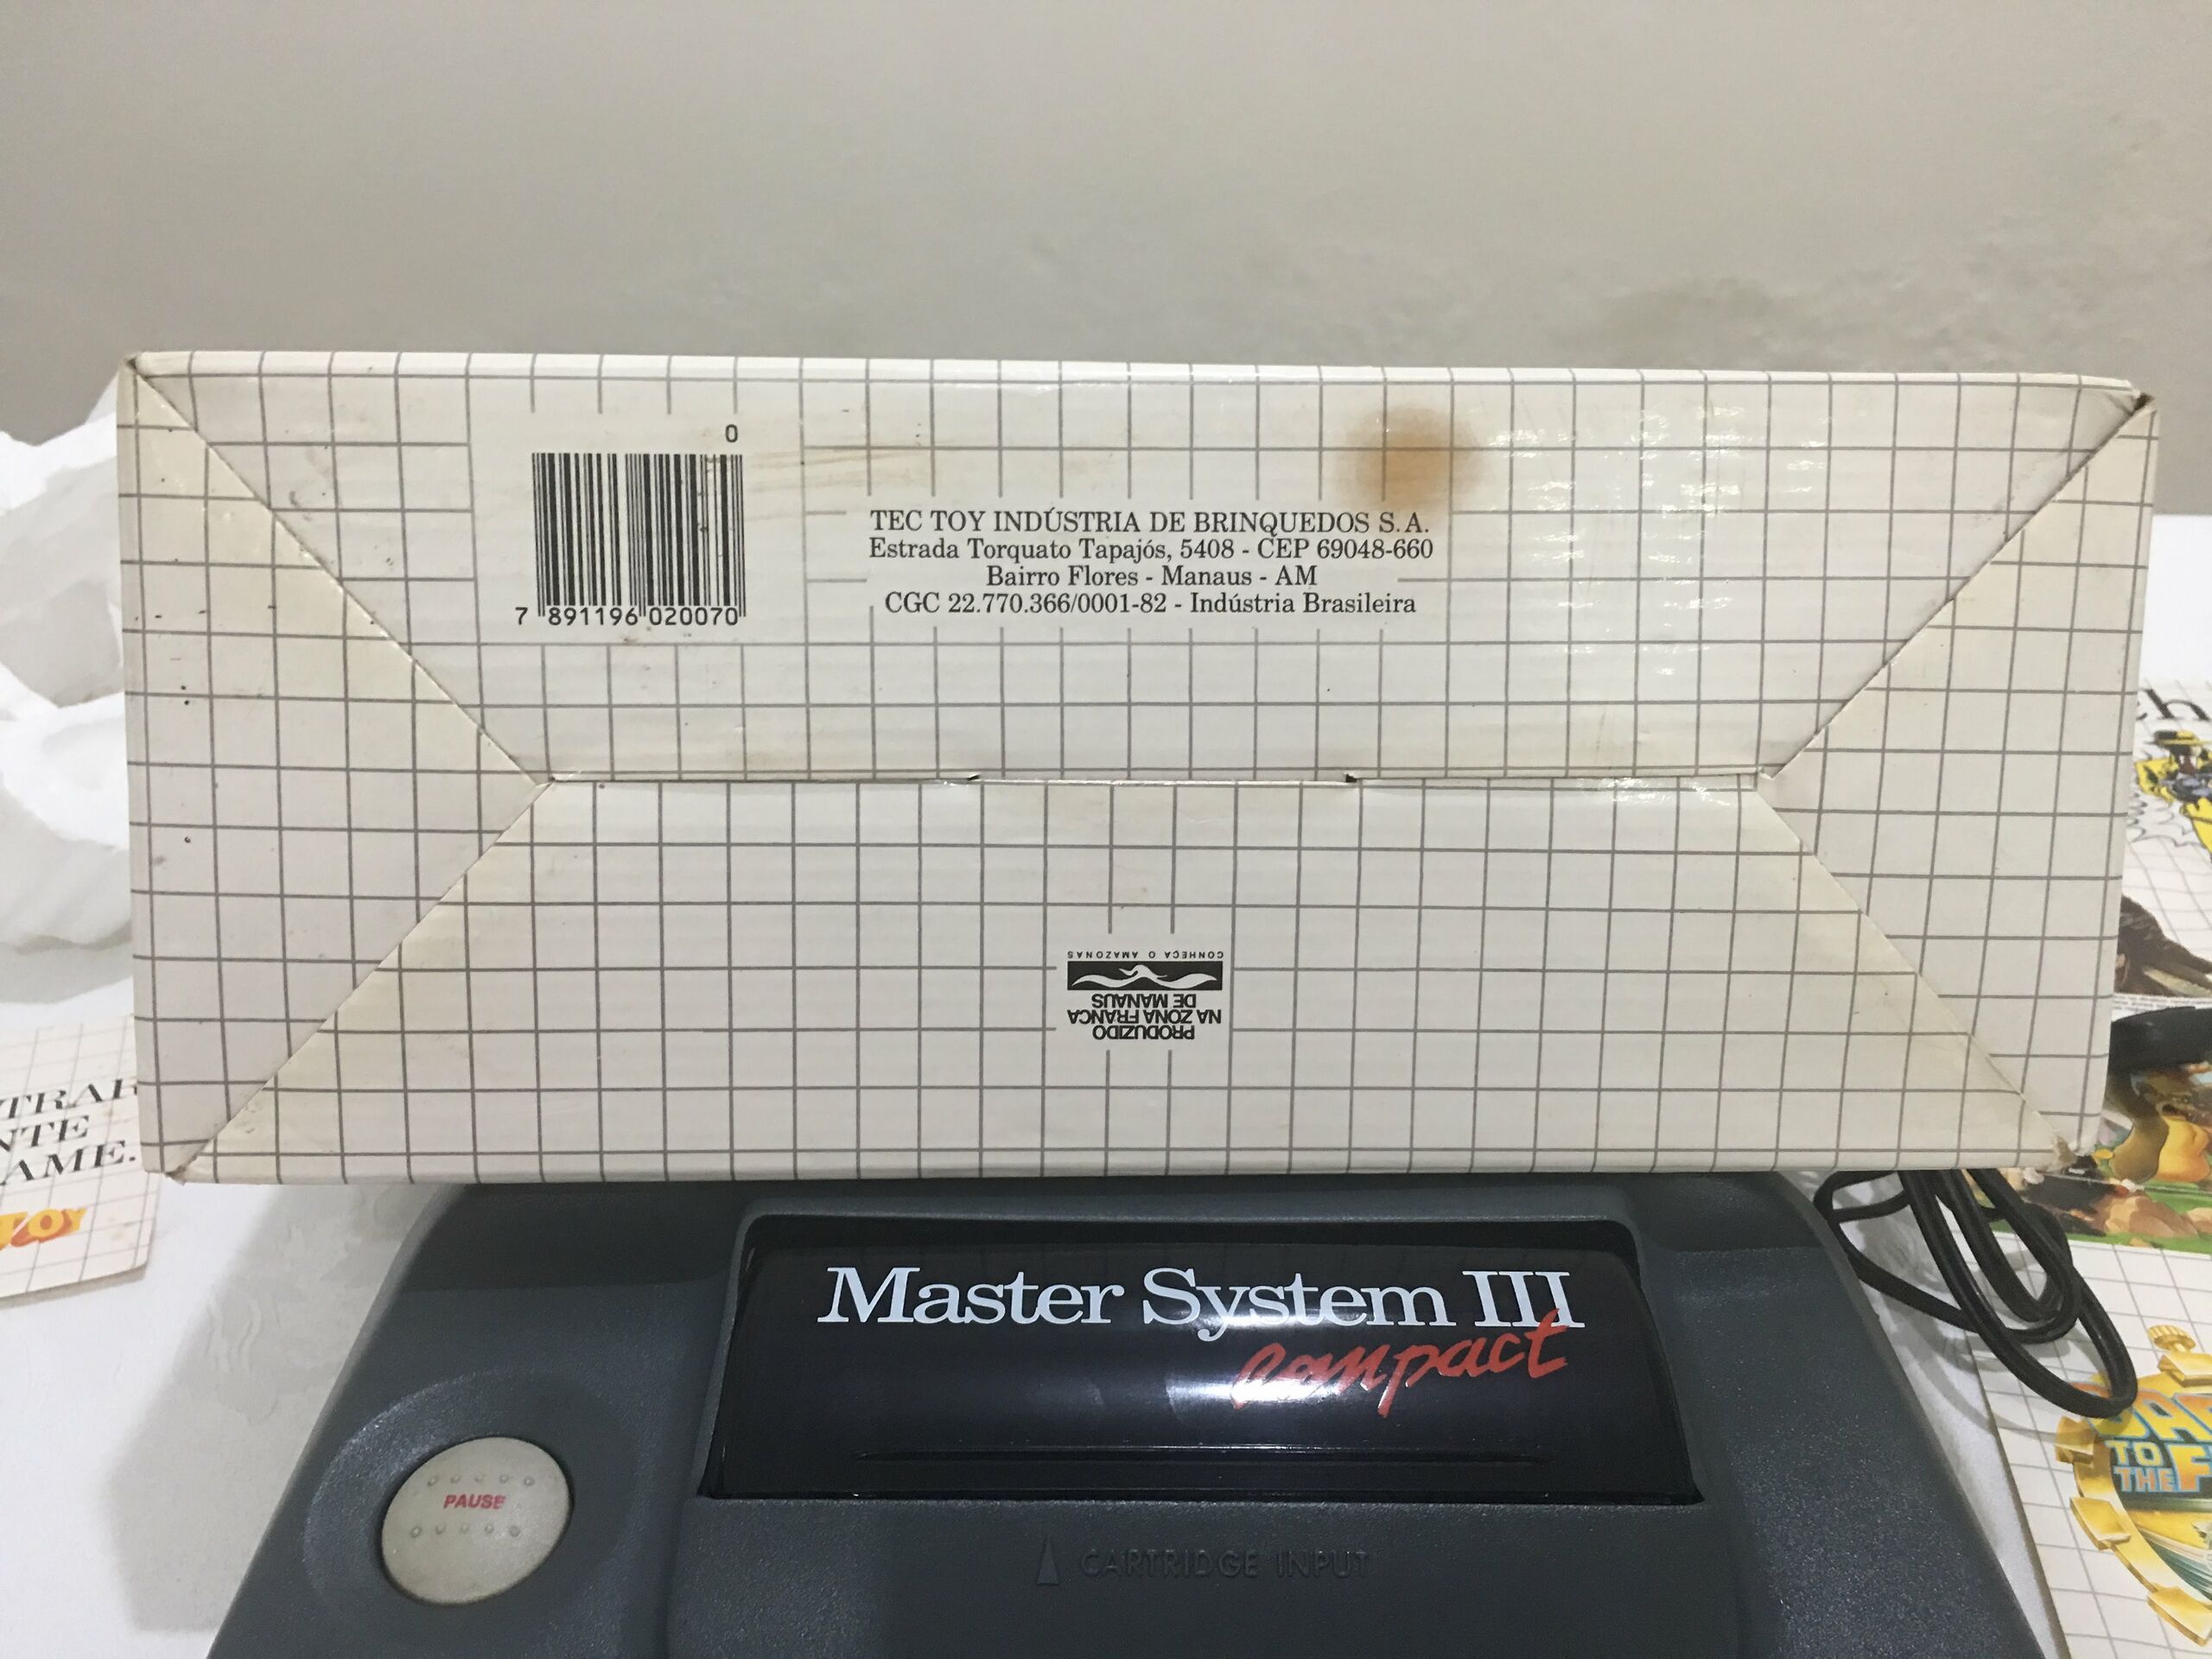 0
7 891196 020070
TEC TOY INDÚSTRIA DE BRINQUEDOS S.A.
Estrada Torquato Tapajós, 5408 - CEP 69048-660
Bairro Flores - Manaus - AM
CGC 22.770.366/0001-82 - Indústria Brasileira
PRODUZIDO
NA ZONA FRANCA
DE MANAUS
CONHEÇA O AMAZONAS
TRAR
NTE
AME.
TOY
Master System III
compact
PAUSE
CARTRIDGE INPUT
TO
THE